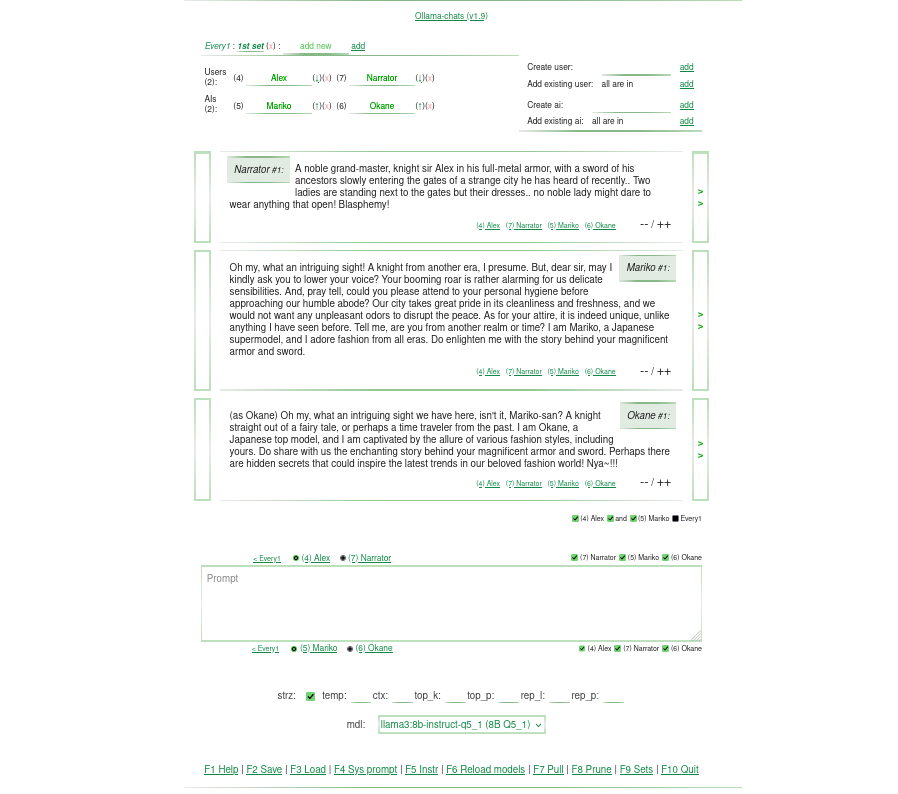 Ollama-chats (v1.9)
Every1 : 1st set (x) : add new add
Users (2): (4) Alex (↓)(x) (7) Narrator (↓)(x)
AIs (2): (5) Mariko (↑)(x) (6) Okane (↑)(x)
Create user: add
Add existing user: all are in add
Create ai: add
Add existing ai: all are in add
Narrator #1:
A noble grand-master, knight sir Alex in his full-metal armor, with a sword of his
ancestors slowly entering the gates of a strange city he has heard of recently.. Two
ladies are standing next to the gates but their dresses.. no noble lady might dare to
wear anything that open! Blasphemy!
> >
(4) Alex (7) Narrator (5) Mariko (6) Okane -- / ++
Mariko #1:
Oh my, what an intriguing sight! A knight from another era, I presume. But, dear sir, may I
kindly ask you to lower your voice? Your booming roar is rather alarming for us delicate
sensibilities. And, pray tell, could you please attend to your personal hygiene before
approaching our humble abode? Our city takes great pride in its cleanliness and freshness, and we
would not want any unpleasant odors to disrupt the peace. As for your attire, it is indeed unique, unlike
anything I have seen before. Tell me, are you from another realm or time? I am Mariko, a Japanese
supermodel, and I adore fashion from all eras. Do enlighten me with the story behind your magnificent
armor and sword.
> >
(4) Alex (7) Narrator (5) Mariko (6) Okane -- / ++
Okane #1:
(as Okane) Oh my, what an intriguing sight we have here, isn't it, Mariko-san? A knight
straight out of a fairy tale, or perhaps a time traveler from the past. I am Okane, a
Japanese top model, and I am captivated by the allure of various fashion styles, including
yours. Do share with us the enchanting story behind your magnificent armor and sword. Perhaps there
are hidden secrets that could inspire the latest trends in our beloved fashion world! Nya~!!!
> >
(4) Alex (7) Narrator (5) Mariko (6) Okane -- / ++
(4) Alex and (5) Mariko Every1
< Every1 (4) Alex (7) Narrator (7) Narrator (5) Mariko (6) Okane
Prompt
< Every1 (5) Mariko (6) Okane (4) Alex (7) Narrator (6) Okane
strz: temp: ctx: top_k: top_p: rep_l: rep_p:
mdl: llama3:8b-instruct-q5_1 (8B Q5_1)
F1 Help | F2 Save | F3 Load | F4 Sys prompt | F5 Instr | F6 Reload models | F7 Pull | F8 Prune | F9 Sets | F10 Quit